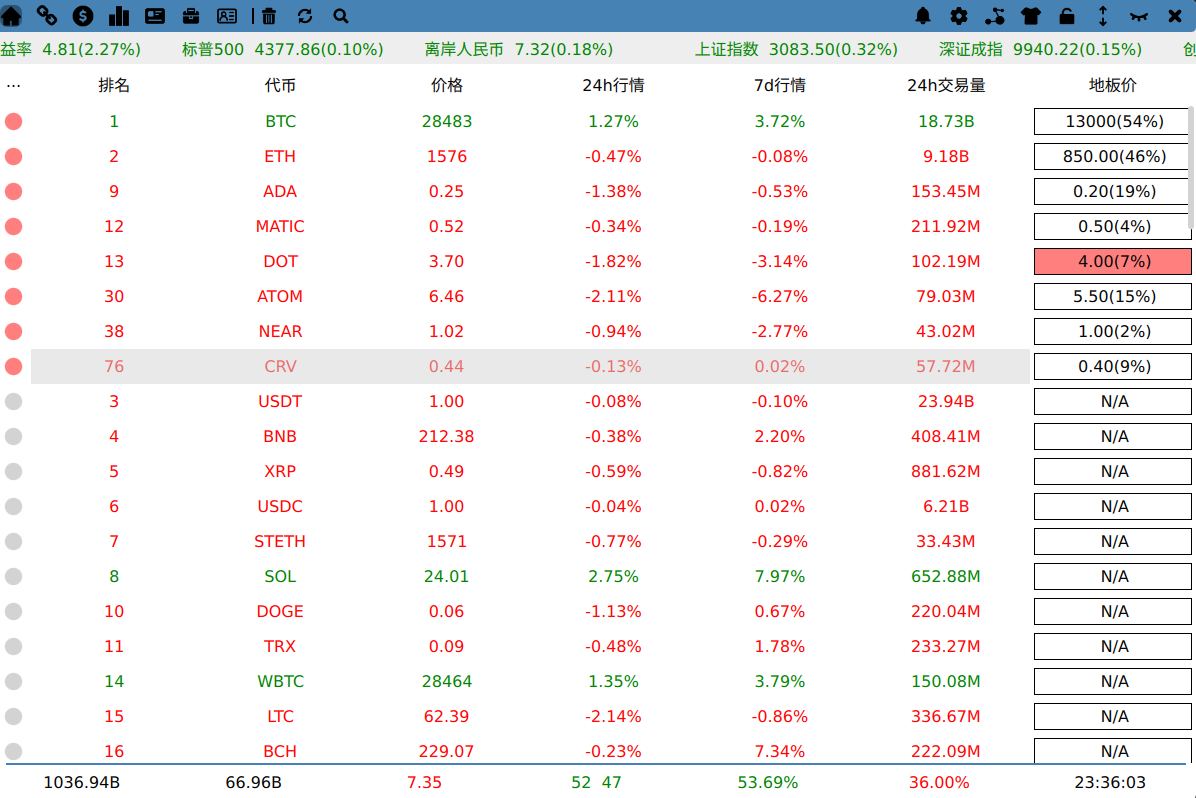 益率 4.81(2.27%) 标普500 4377.86(0.10%) 离岸人民币 7.32(0.18%) 上证指数 3083.50(0.32%) 深证成指 9940.22(0.15%) 创
... 排名 代币 价格 24h行情 7d行情 24h交易量 地板价
1 BTC 28483 1.27% 3.72% 18.73B 13000(54%)
2 ETH 1576 -0.47% -0.08% 9.18B 850.00(46%)
9 ADA 0.25 -1.38% -0.53% 153.45M 0.20(19%)
12 MATIC 0.52 -0.34% -0.19% 211.92M 0.50(4%)
13 DOT 3.70 -1.82% -3.14% 102.19M 4.00(7%)
30 ATOM 6.46 -2.11% -6.27% 79.03M 5.50(15%)
38 NEAR 1.02 -0.94% -2.77% 43.02M 1.00(2%)
76 CRV 0.44 -0.13% 0.02% 57.72M 0.40(9%)
3 USDT 1.00 -0.08% -0.10% 23.94B N/A
4 BNB 212.38 -0.38% 2.20% 408.41M N/A
5 XRP 0.49 -0.59% -0.82% 881.62M N/A
6 USDC 1.00 -0.04% 0.02% 6.21B N/A
7 STETH 1571 -0.77% -0.29% 33.43M N/A
8 SOL 24.01 2.75% 7.97% 652.88M N/A
10 DOGE 0.06 -1.13% 0.67% 220.04M N/A
11 TRX 0.09 -0.48% 1.78% 233.27M N/A
14 WBTC 28464 1.35% 3.79% 150.08M N/A
15 LTC 62.39 -2.14% -0.86% 336.67M N/A
16 BCH 229.07 -0.23% 7.34% 222.09M N/A
1036.94B 66.96B 7.35 52 47 53.69% 36.00% 23:36:03